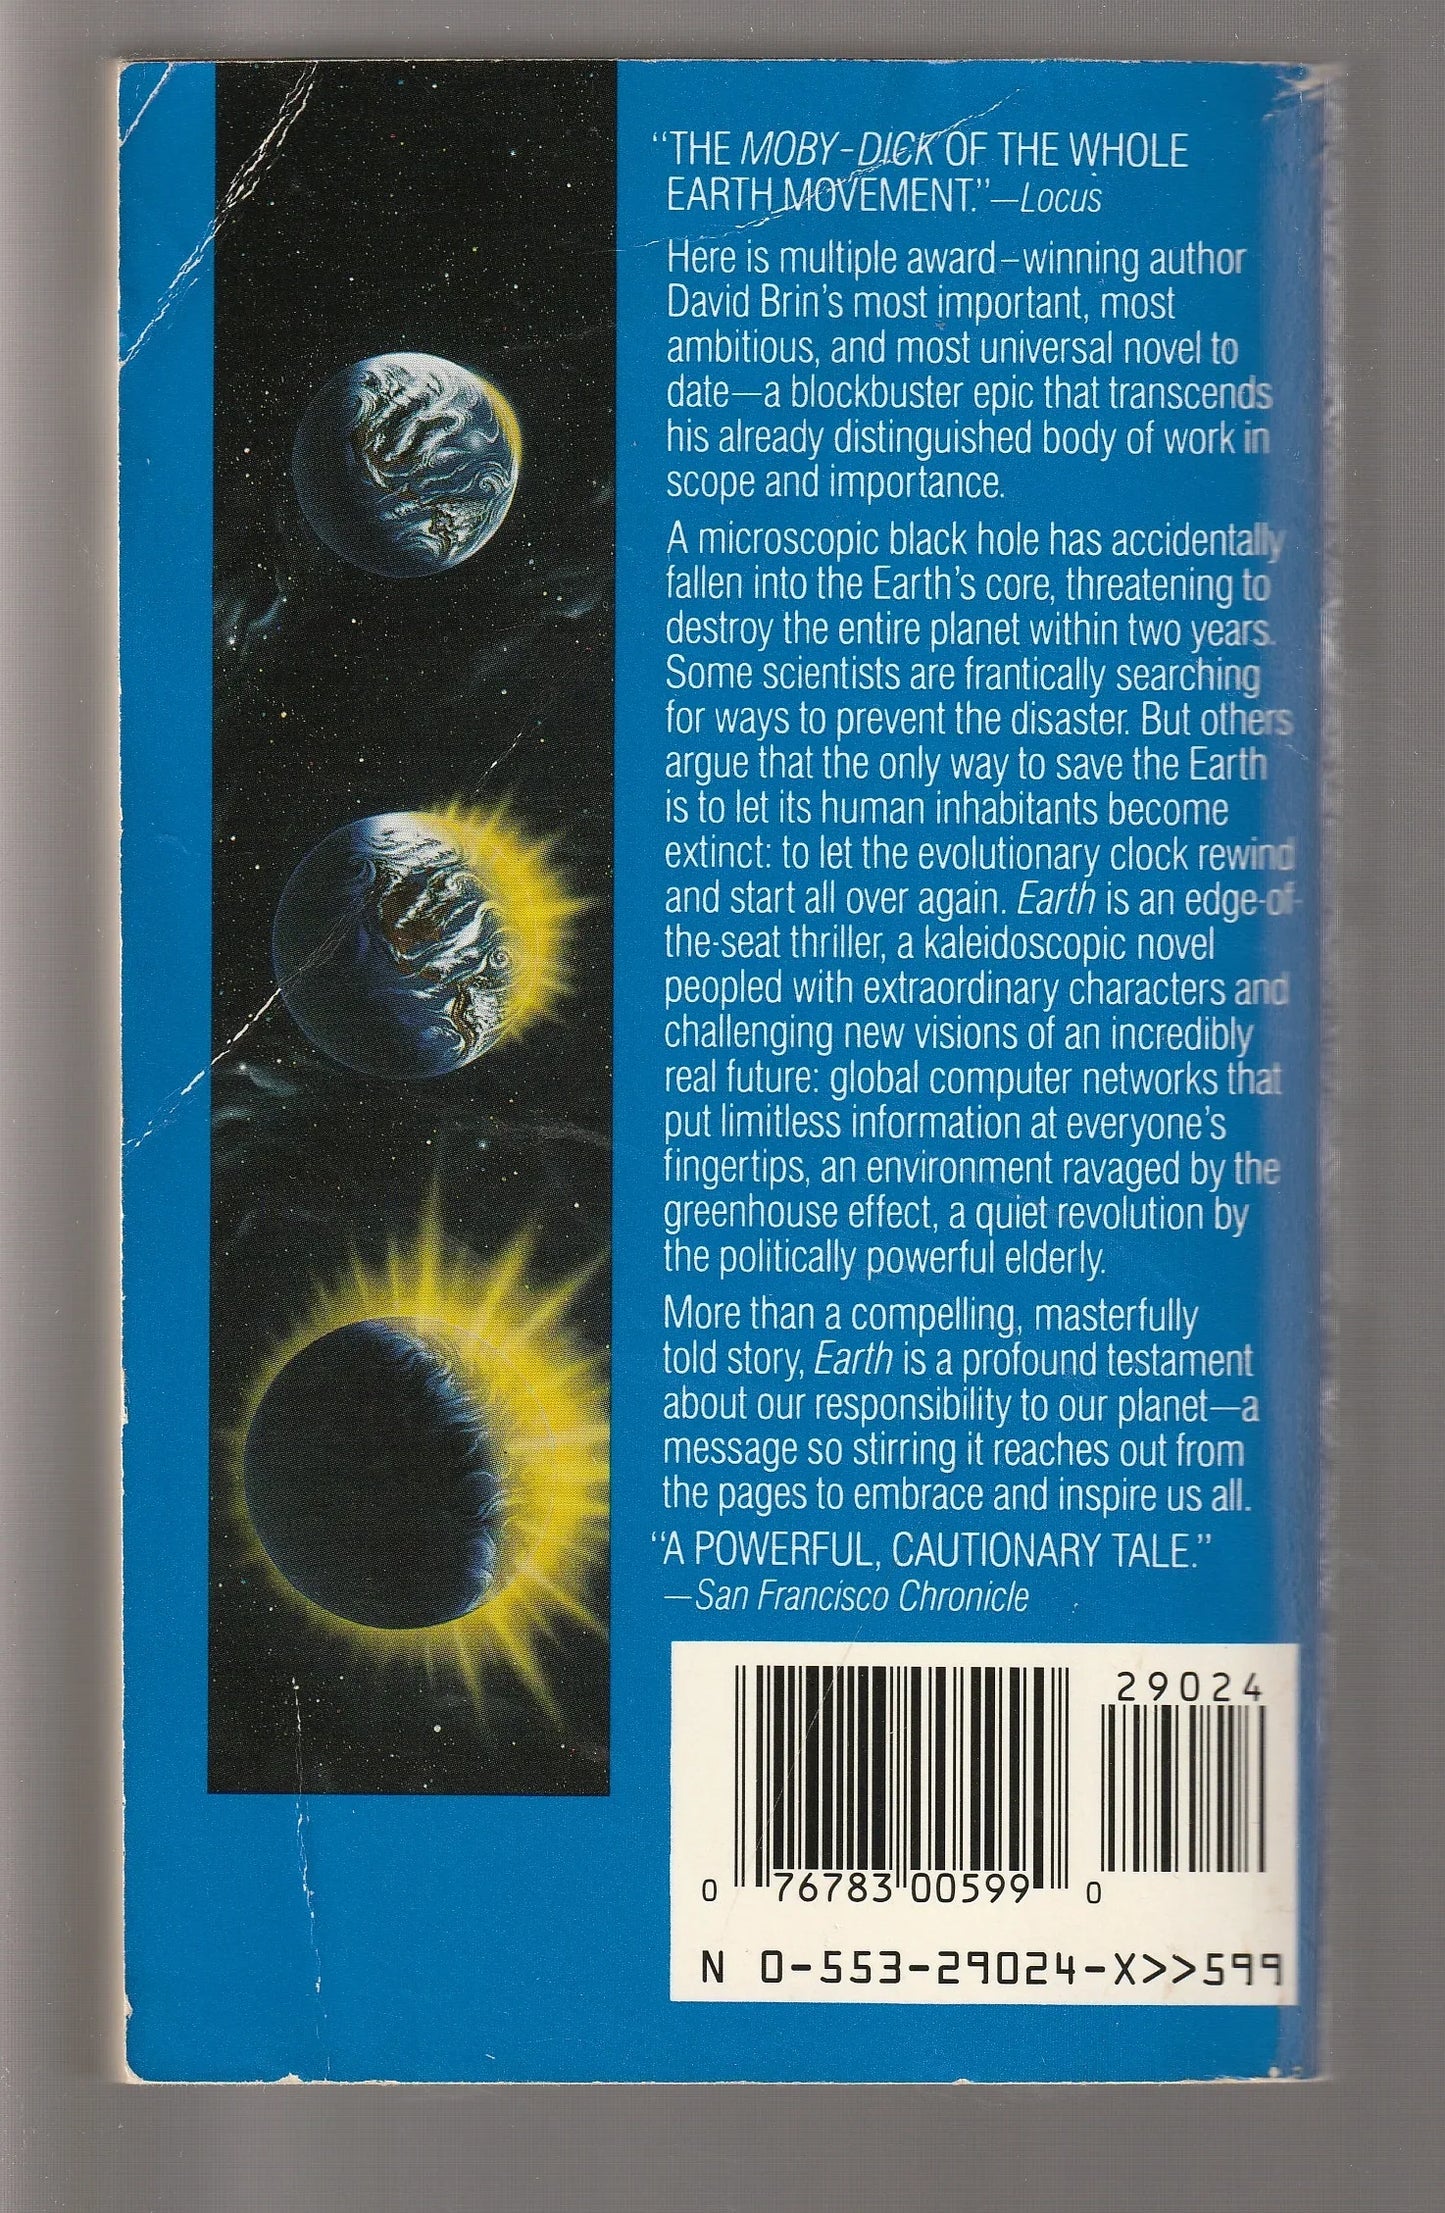 “THE MOBY-DICK OF THE WHOLE
EARTH MOVEMENT.”—Locus
Here is multiple award–winning author
David Brin’s most important, most
ambitious, and most universal novel to
date—a blockbuster epic that transcends
his already distinguished body of work in
scope and importance.
A microscopic black hole has accidentally
fallen into the Earth’s core, threatening to
destroy the entire planet within two years.
Some scientists are frantically searching
for ways to prevent the disaster. But others
argue that the only way to save the Earth
is to let its human inhabitants become
extinct: to let the evolutionary clock rewind
and start all over again. Earth is an edge-of-
the-seat thriller, a kaleidoscopic novel
peopled with extraordinary characters and
challenging new visions of an incredibly
real future: global computer networks that
put limitless information at everyone’s
fingertips, an environment ravaged by the
greenhouse effect, a quiet revolution by
the politically powerful elderly.
More than a compelling, masterfully
told story, Earth is a profound testament
about our responsibility to our planet—a
message so stirring it reaches out from
the pages to embrace and inspire us all.
“A POWERFUL, CAUTIONARY TALE.”
—San Francisco Chronicle
29024
0 76783 00599 0
N 0-553-29024-X>>599